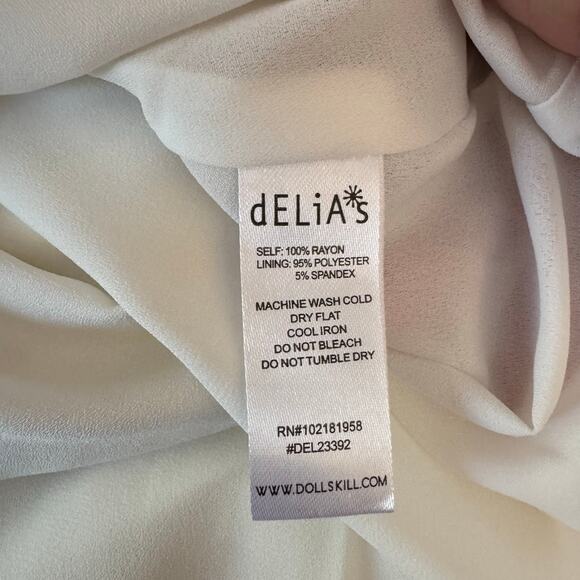 dELiA*s
SELF: 100% RAYON
LINING: 95% POLYESTER
5% SPANDEX
MACHINE WASH COLD
DRY FLAT
COOL IRON
DO NOT BLEACH
DO NOT TUMBLE DRY
RN#102181958
#DEL23392
WWW.DOLLSKILL.COM